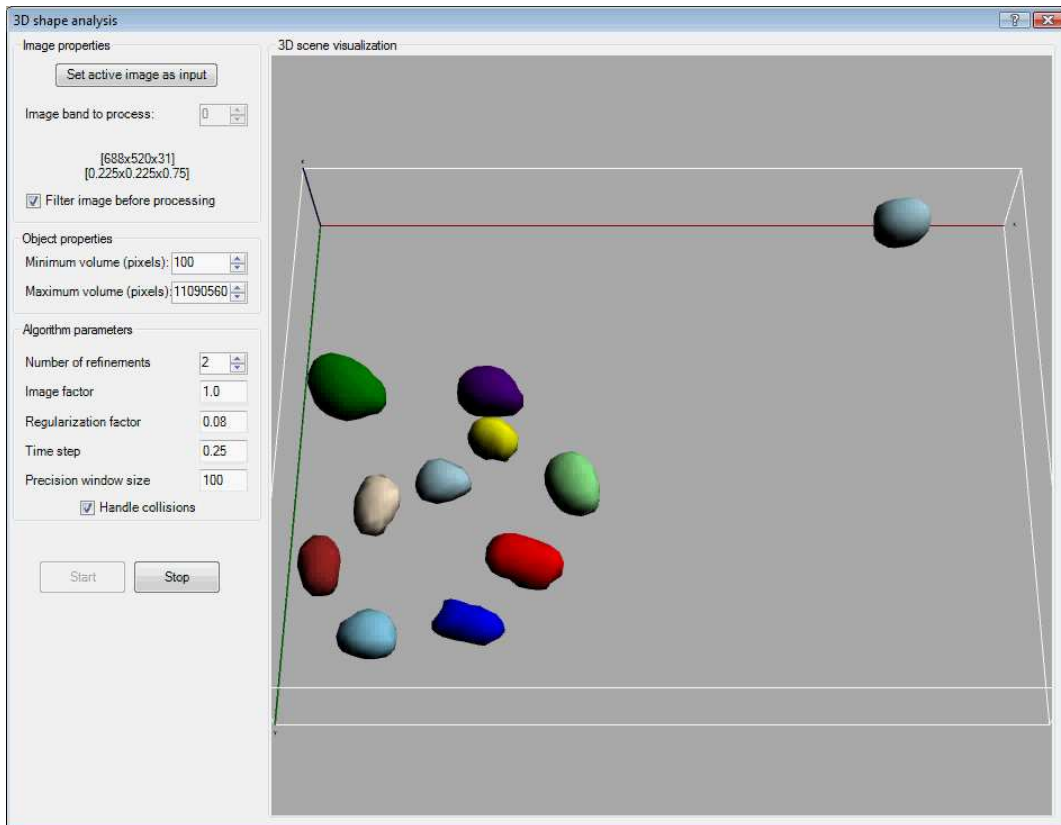 3D shape analysis
Image properties
Set active image as input
Image band to process: 0
[688x520x31]
[0.225x0.225x0.75]
Filter image before processing
Object properties
Minimum volume (pixels): 100
Maximum volume (pixels): 11090560
Algorithm parameters
Number of refinements 2
Image factor 1.0
Regularization factor 0.08
Time step 0.25
Precision window size 100
Handle collisions
Start Stop
3D scene visualization